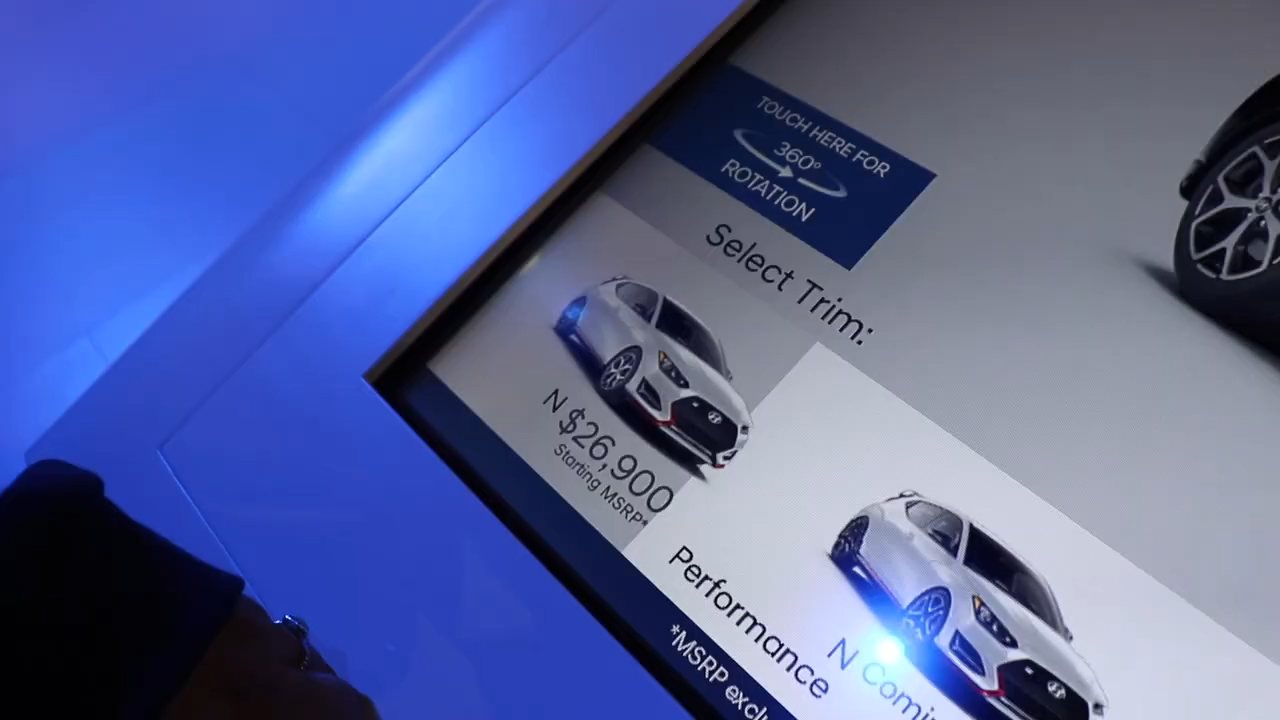 TOUCH HERE FOR
360°
ROTATION
Select Trim:
N $26,900
Starting MSRP*
Performance
N
*MSRP